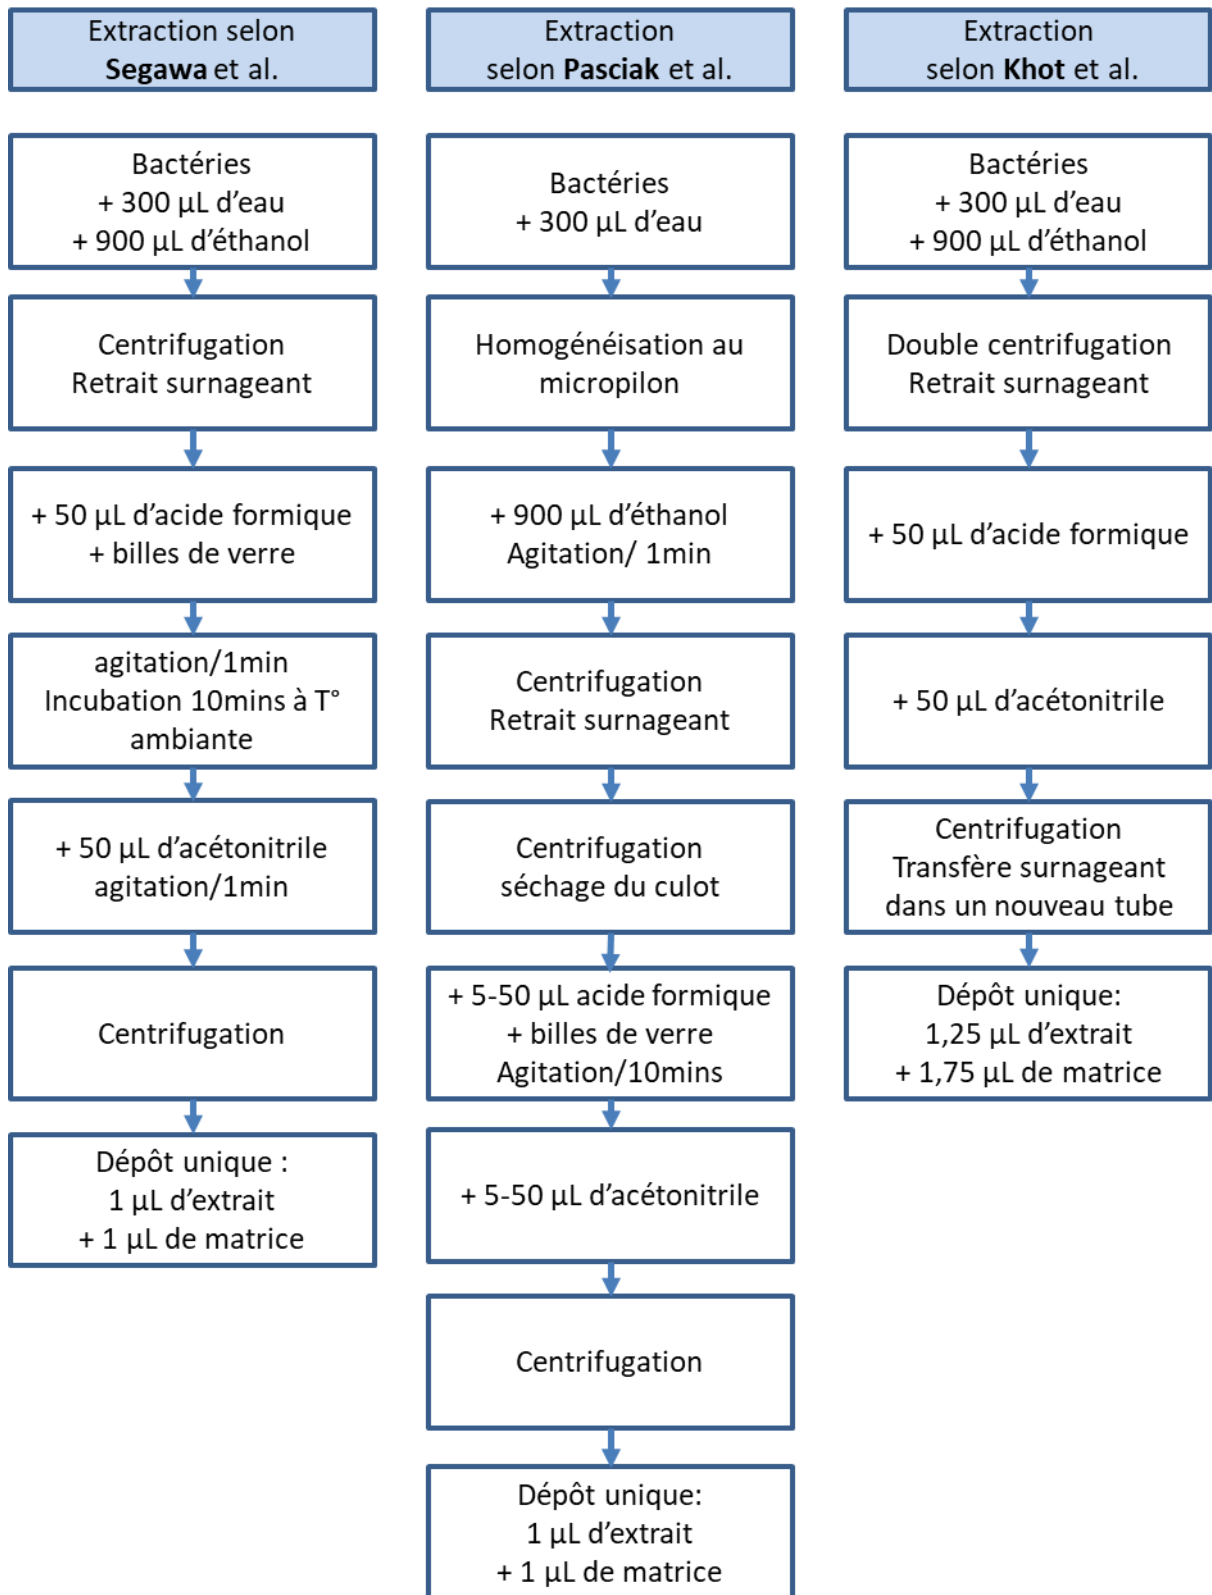 Extraction selon
Segawa et al.
Bactéries
+ 300 µL d'eau
+ 900 µL d'éthanol
Centrifugation
Retrait surnageant
+ 50 µL d'acide formique
+ billes de verre
agitation/1min
Incubation 10mins à T°
ambiante
+ 50 µL d'acétonitrile
agitation/1min
Centrifugation
Dépôt unique :
1 µL d'extrait
+ 1 µL de matrice
Extraction
selon Pasciak et al.
Bactéries
+ 300 µL d'eau
Homogénéisation au
micropilon
+ 900 µL d'éthanol
Agitation/ 1min
Centrifugation
Retrait surnageant
Centrifugation
séchage du culot
+ 5-50 µL acide formique
+ billes de verre
Agitation/10mins
+ 5-50 µL d'acétonitrile
Centrifugation
Dépôt unique:
1 µL d'extrait
+ 1 µL de matrice
Extraction
selon Khot et al.
Bactéries
+ 300 µL d'eau
+ 900 µL d'éthanol
Double centrifugation
Retrait surnageant
+ 50 µL d'acide formique
+ 50 µL d'acétonitrile
Centrifugation
Transfère surnageant
dans un nouveau tube
Dépôt unique:
1,25 µL d'extrait
+ 1,75 µL de matrice